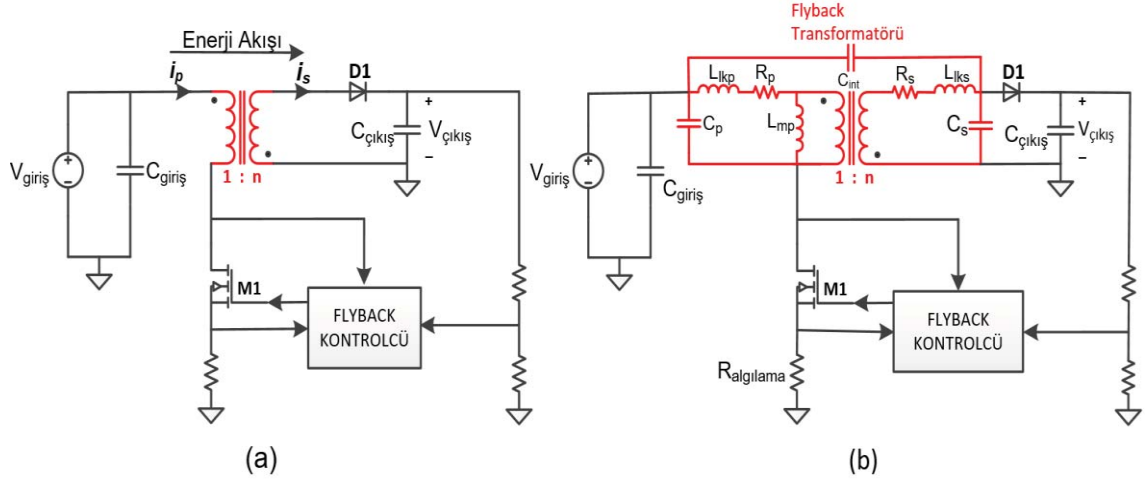 Enerji Akışı
ip
is
D1
Vgiriş
Cgiriş
Cçıkış
+
Vçıkış
−
1 : n
M1
FLYBACK
KONTROLCÜ
(a)
Flyback
Transformatörü
Llkp
Rp
Cint
Rs
Llks
D1
Cp
Lmp
Cs
Cçıkış
+
Vçıkış
−
Vgiriş
Cgiriş
1 : n
M1
FLYBACK
KONTROLCÜ
Ralgılama
(b)